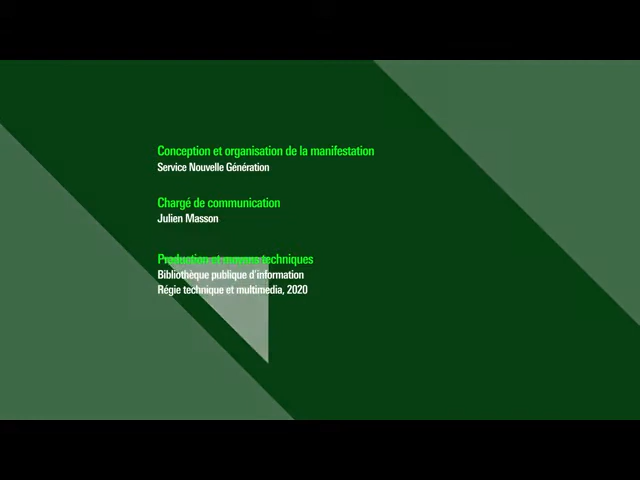 Conception et organisation de la manifestation
Service Nouvelle Génération
Chargé de communication
Julien Masson
Production et moyens techniques
Bibliothèque publique d'information
Régie technique et multimedia, 2020